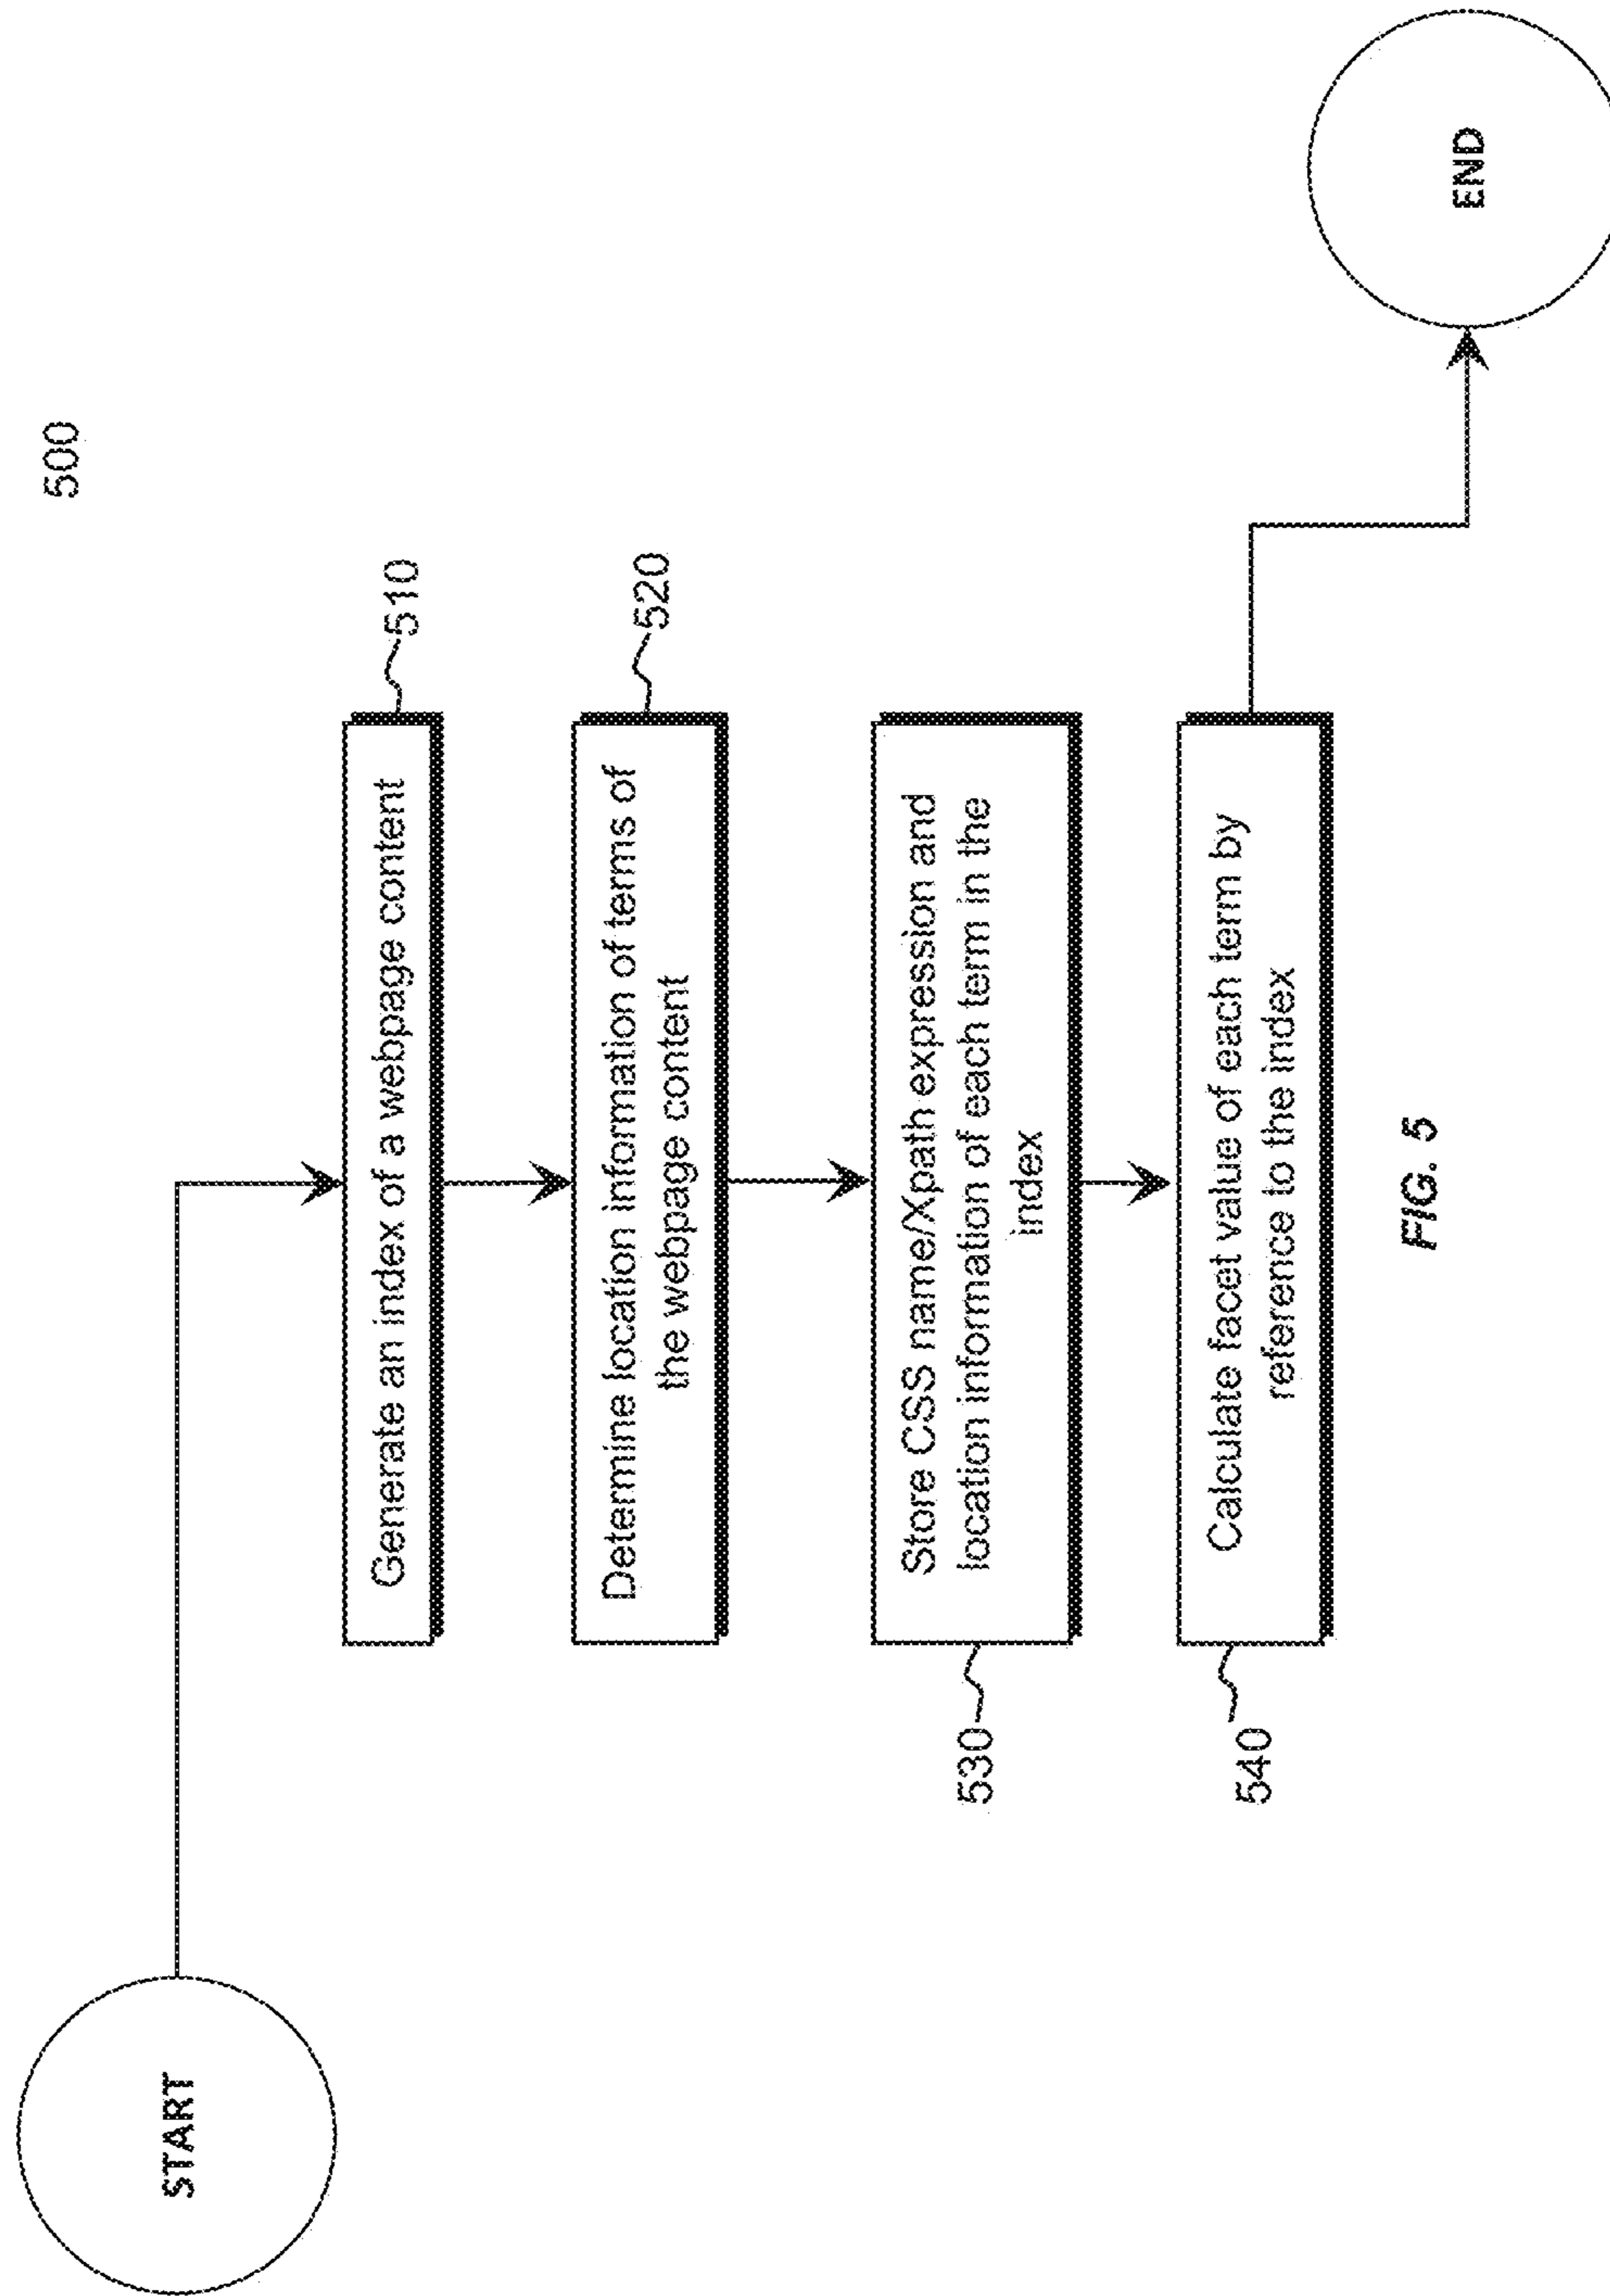 500
START
Generate an index of a webpage content
510
Determine location information of terms of
the webpage content
520
Store CSS name/Xpath expression and
location information of each term in the
index
530
Calculate facet value of each term by
reference to the index
540
END
FIG. 5